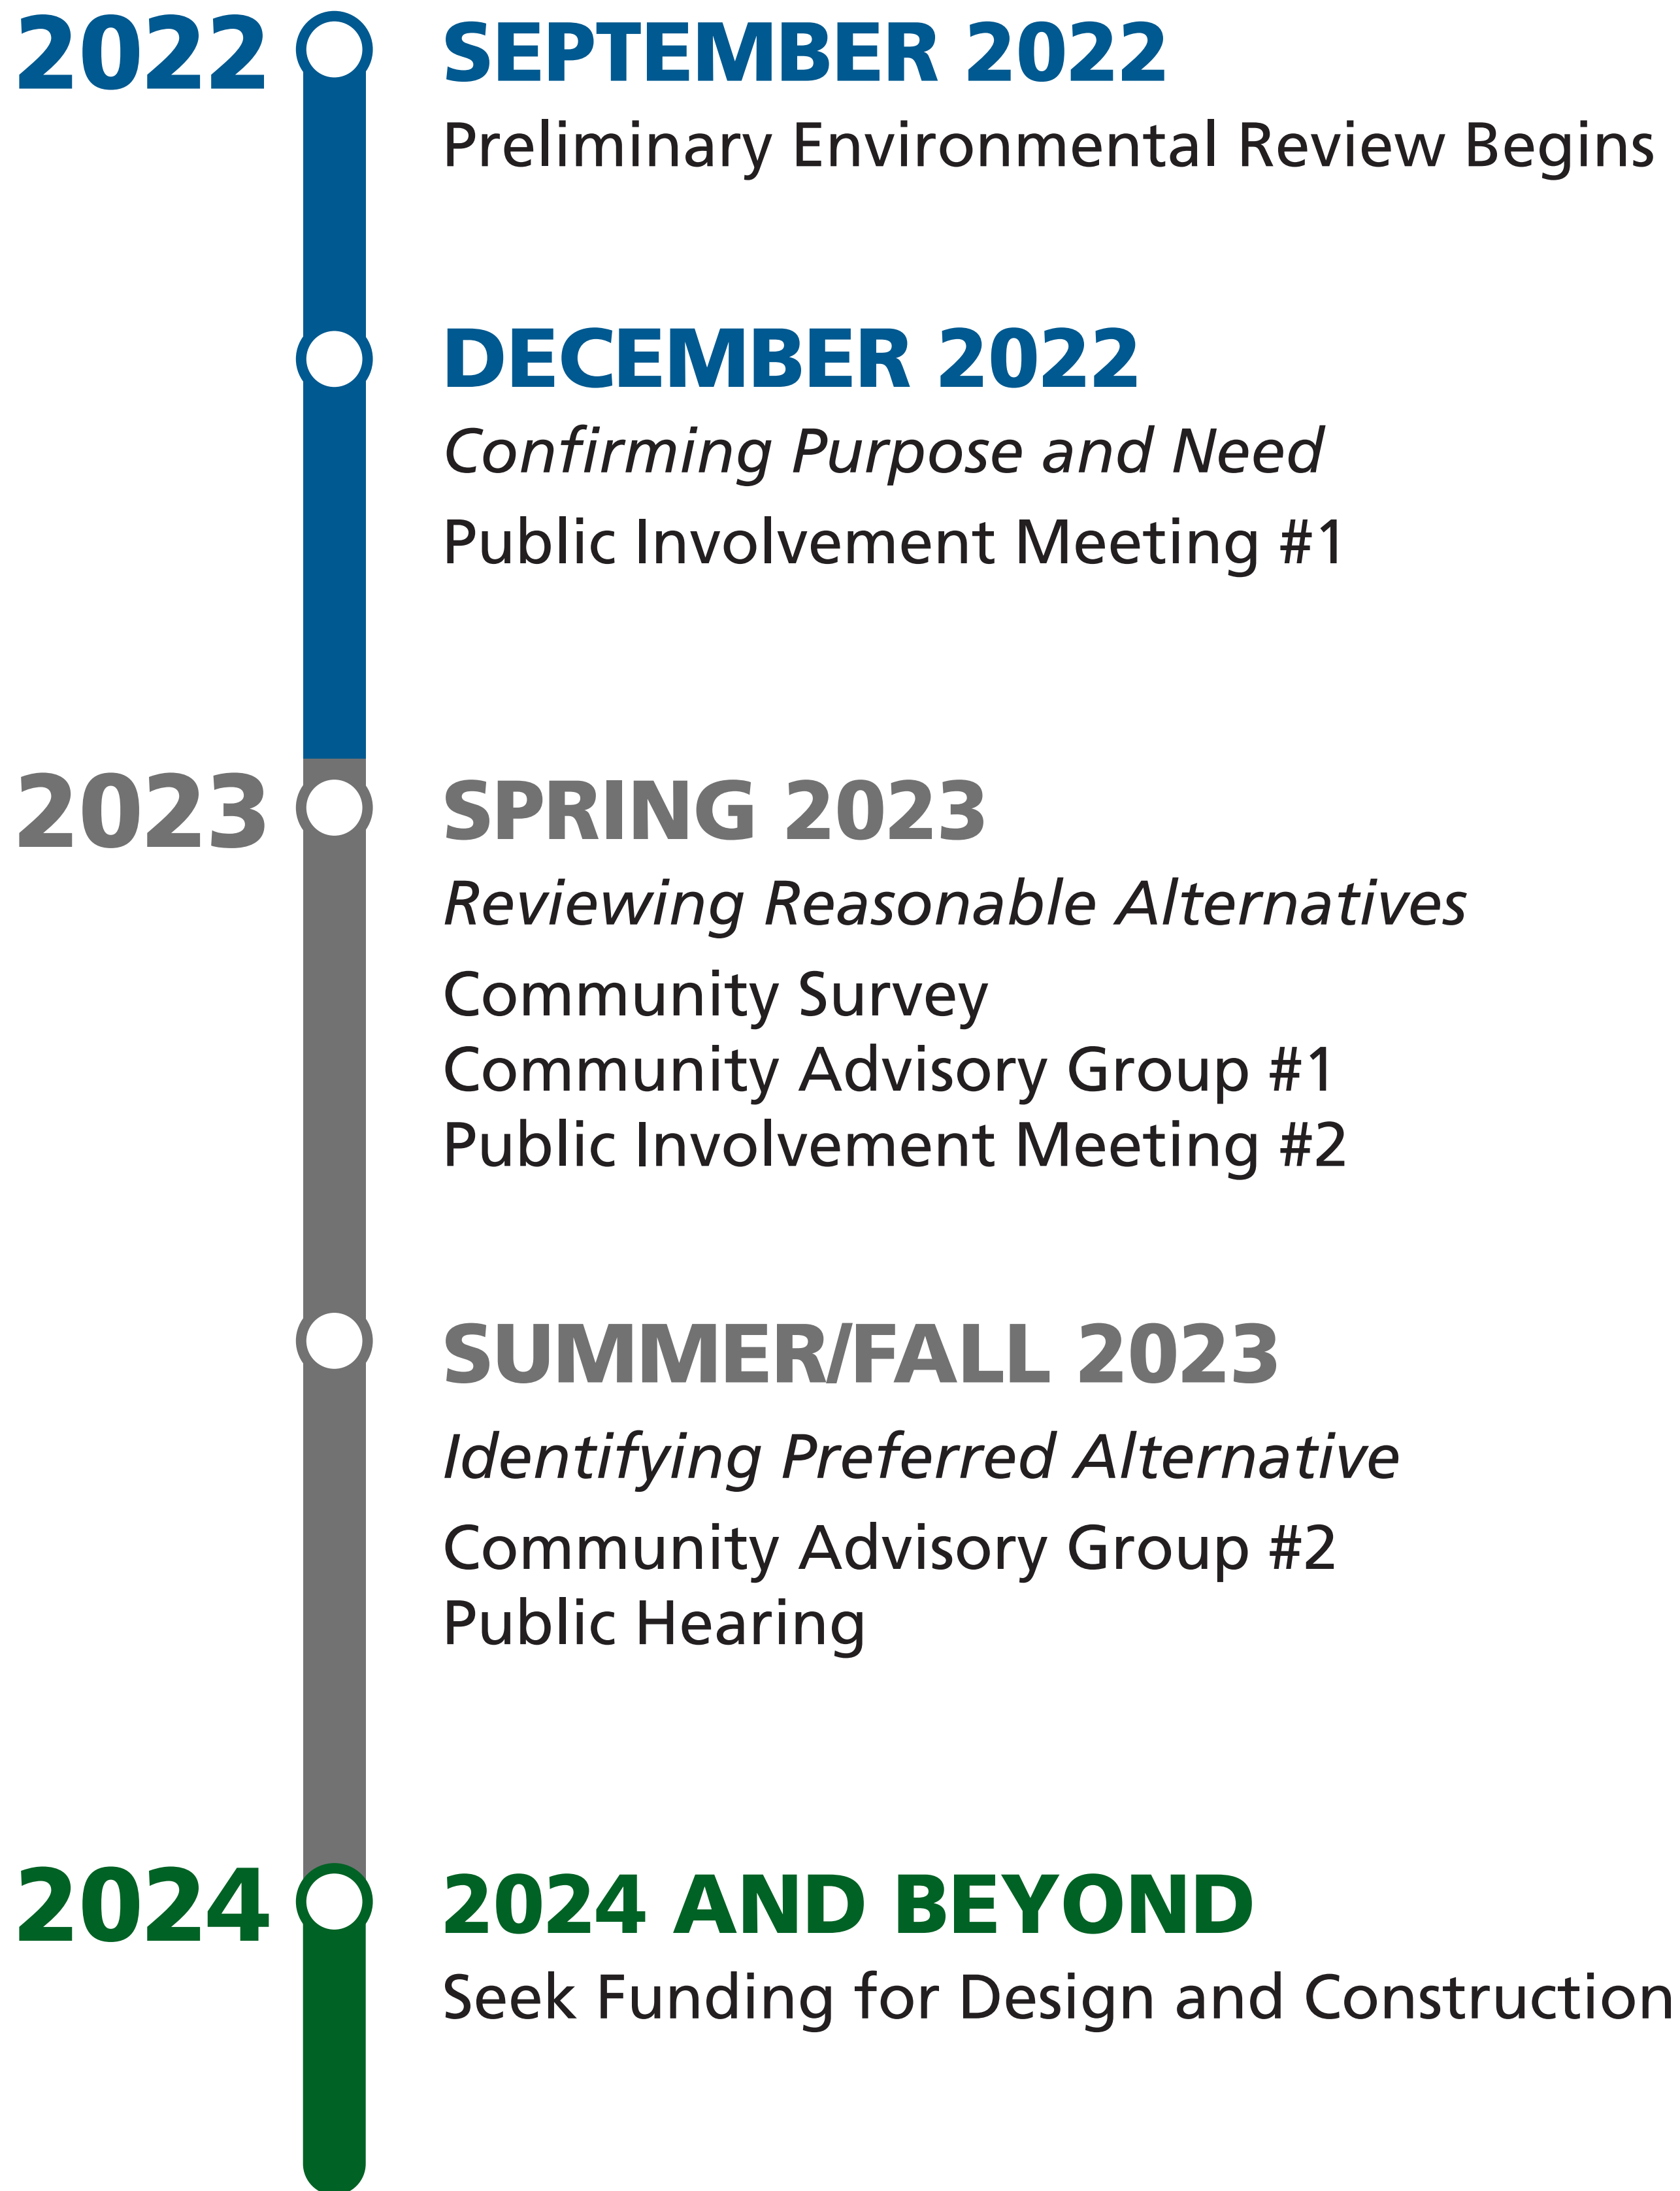 2022
SEPTEMBER 2022
Preliminary Environmental Review Begins
DECEMBER 2022
Confirming Purpose and Need
Public Involvement Meeting #1
2023
SPRING 2023
Reviewing Reasonable Alternatives
Community Survey
Community Advisory Group #1
Public Involvement Meeting #2
SUMMER/FALL 2023
Identifying Preferred Alternative
Community Advisory Group #2
Public Hearing
2024
2024 AND BEYOND
Seek Funding for Design and Construction